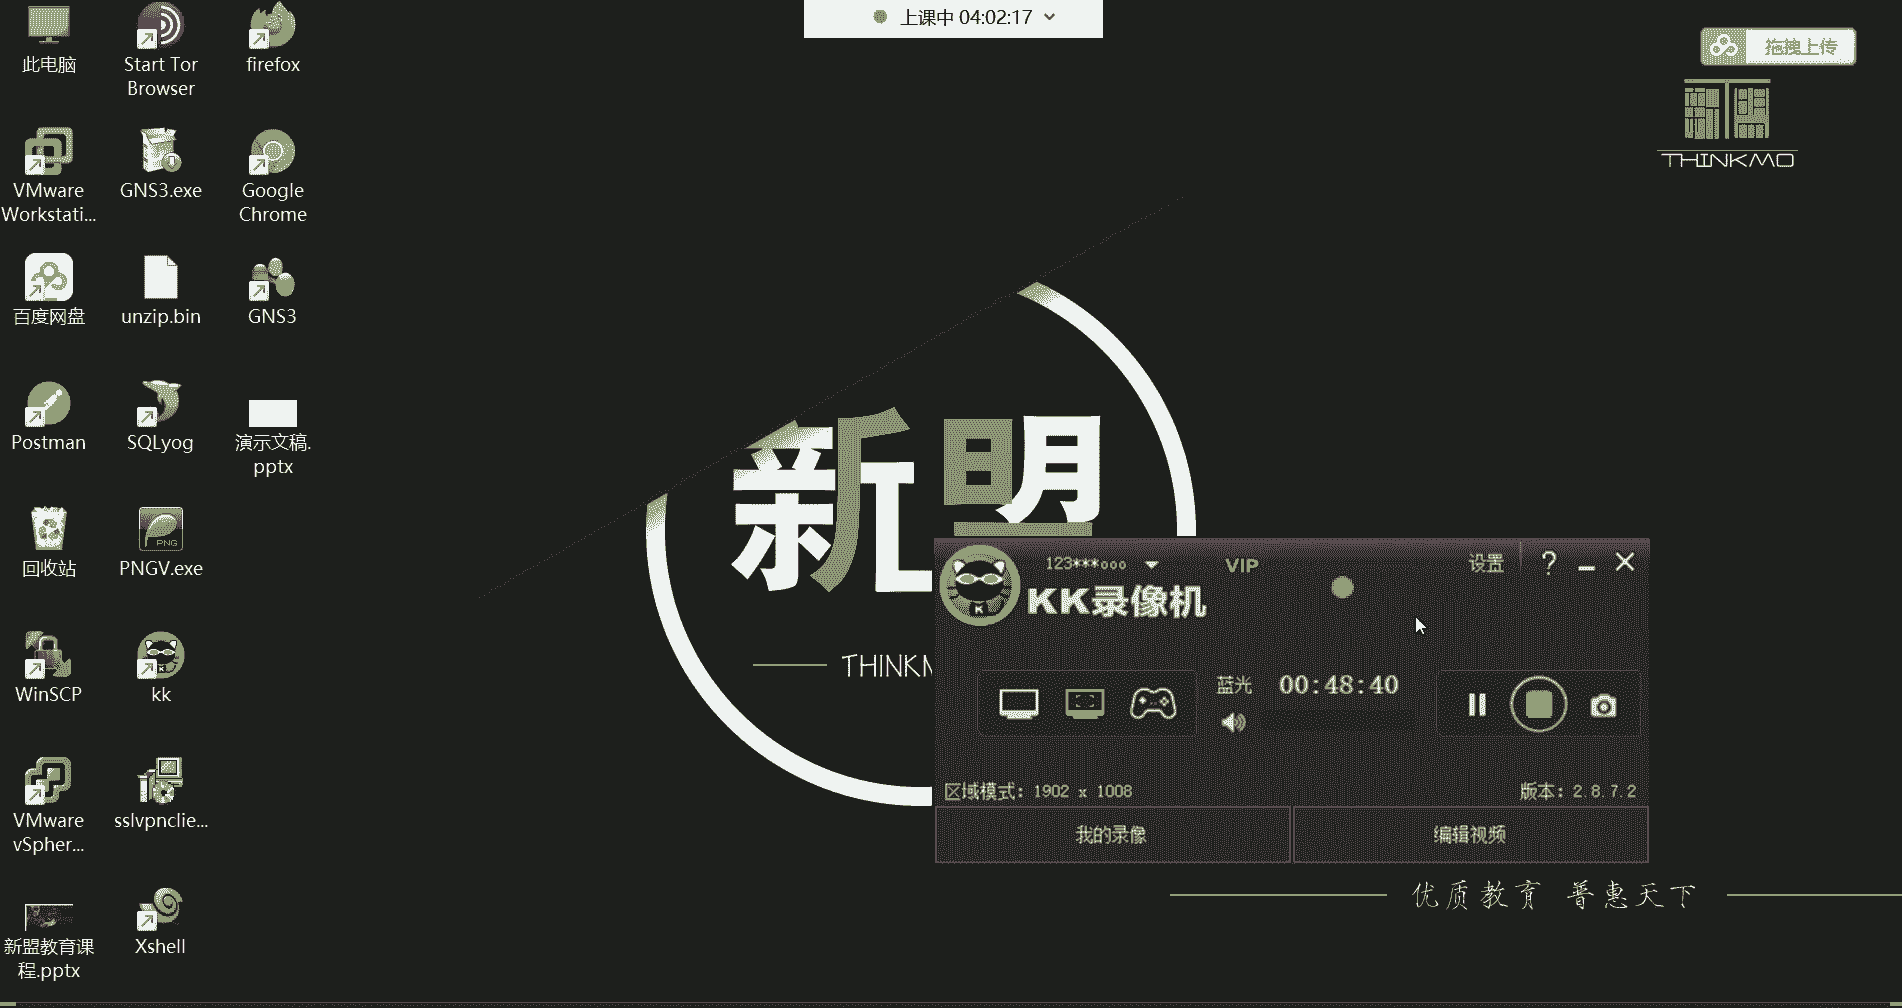 上课中 04:02:17
拖拽上传
THINKMO
此电脑
Start Tor
Browser
firefox
VMware
Workstati...
GNS3.exe
Google
Chrome
百度网盘
unzip.bin
GNS3
Postman
SQLyog
演示文稿.
pptx
回收站
PNG
PNGV.exe
WinSCP
kk
VMware
vSpher...
sslvpnclie...
新盟教育课
程.pptx
Xshell
新盟
THINKM
K
123***ooo
VIP
设置
?
KK录像机
蓝光 00:48:40
区域模式: 1902 x 1008
版本: 2.8.7.2
我的录像
编辑视频
优质教育 普惠天下